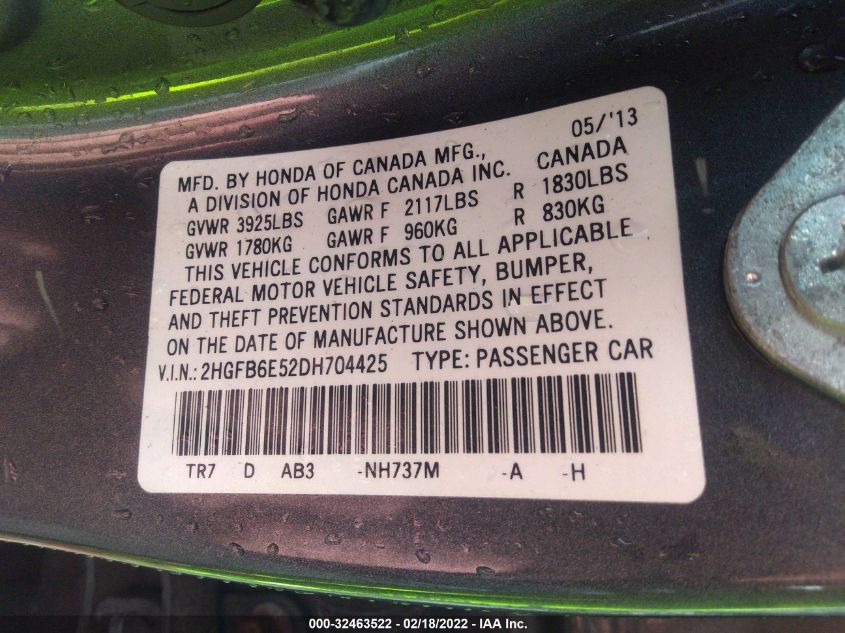 05/'13
MFD. BY HONDA OF CANADA MFG.,
A DIVISION OF HONDA CANADA INC. CANADA
GVWR 3925LBS GAWR F 2117LBS R 1830LBS
GVWR 1780KG GAWR F 960KG R 830KG
THIS VEHICLE CONFORMS TO ALL APPLICABLE
FEDERAL MOTOR VEHICLE SAFETY, BUMPER,
AND THEFT PREVENTION STANDARDS IN EFFECT
ON THE DATE OF MANUFACTURE SHOWN ABOVE.
V.I.N.: 2HGFB6E52DH704425 TYPE: PASSENGER CAR
TR7 D AB3 -NH737M -A -H
000-32463522 - 02/18/2022 - IAA Inc.